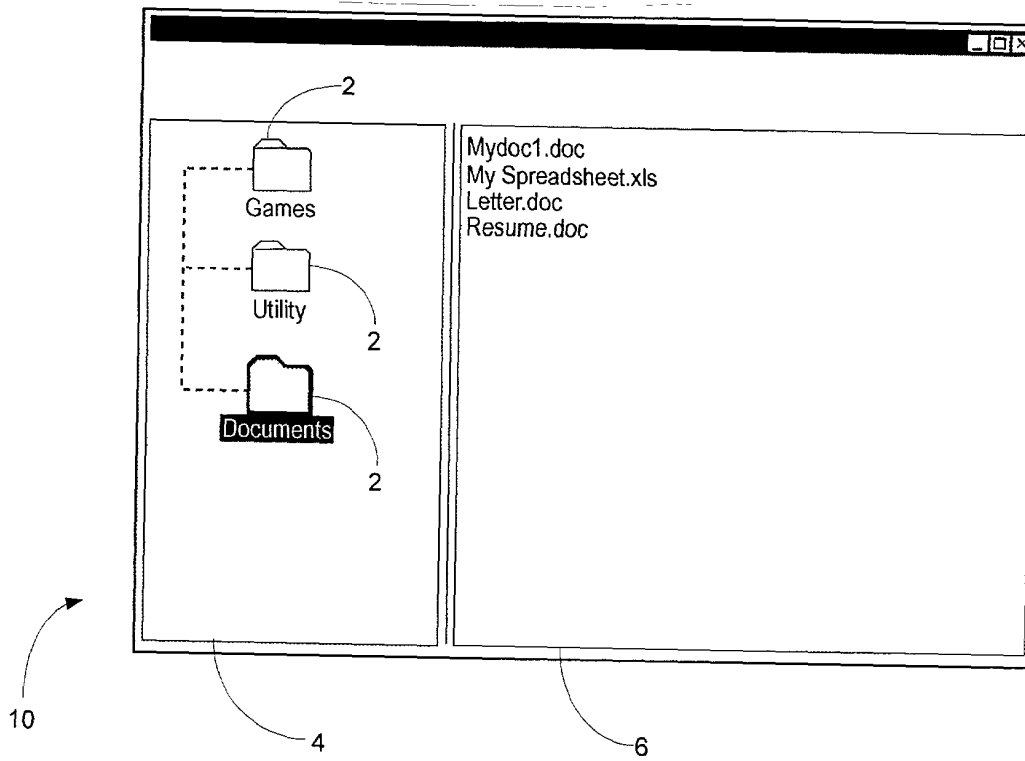 2
Games
Utility
2
Documents
2
Mydoc1.doc
My Spreadsheet.xls
Letter.doc
Resume.doc
10
4
6